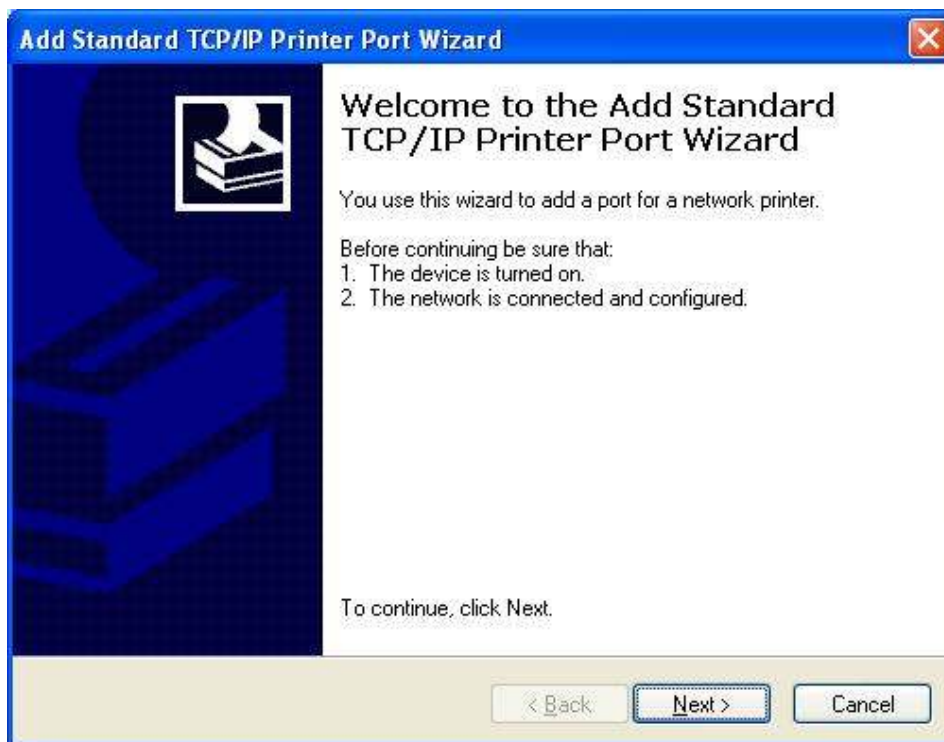 Add Standard TCP/IP Printer Port Wizard
Welcome to the Add Standard
TCP/IP Printer Port Wizard
You use this wizard to add a port for a network printer.
Before continuing be sure that:
1. The device is turned on.
2. The network is connected and configured.
To continue, click Next.
< Back Next > Cancel